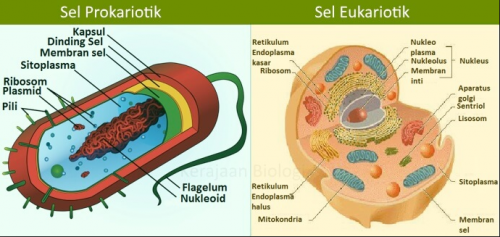 Sel Prokariotik
Kapsul
Dinding Sel
Membran sel
Sitoplasma
Ribosom
Plasmid
Pili
Flagelum
Nukleoid
Sel Eukariotik
Retikulum
Endoplasma
kasar
Ribosom
Nukleo
plasma
Nukleolus
Membran
inti
Nukleus
Aparatus
golgi
Sentriol
Lisosom
Sitoplasma
Membran
sel
Retikulum
Endoplasma
halus
Mitokondria
Kerajaan Biologi